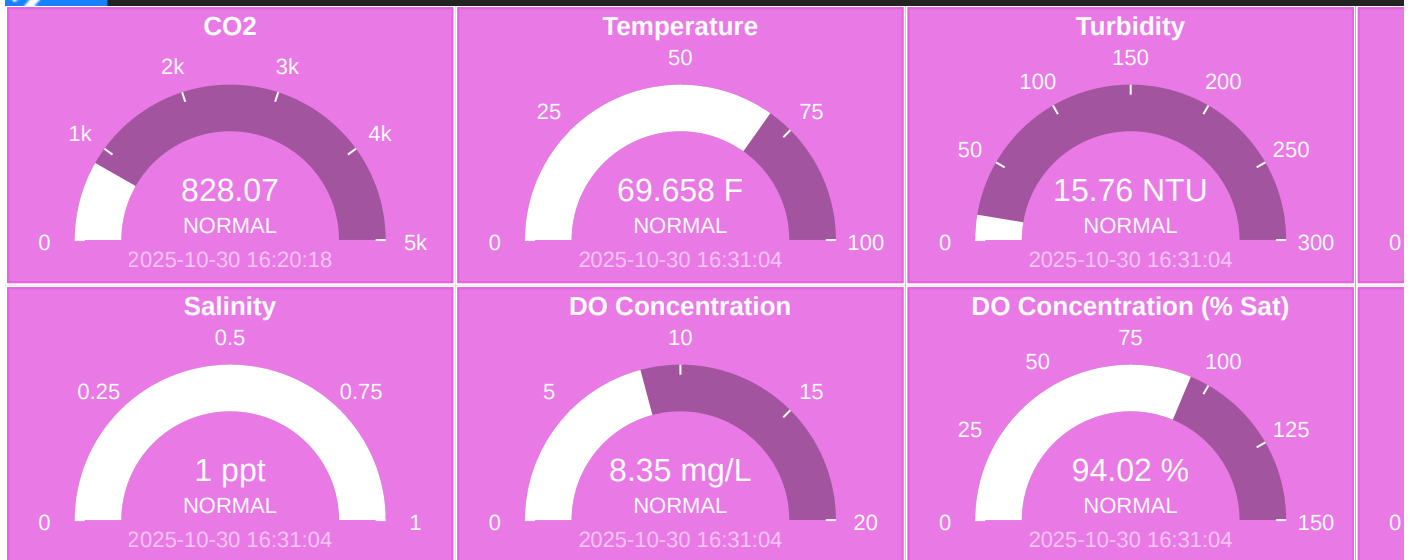 CO2
2k
3k
1k
4k
828.07
NORMAL
0
5k
2025-10-30 16:20:18
Temperature
50
25
75
69.658 F
NORMAL
0
100
2025-10-30 16:31:04
Turbidity
150
100
200
50
250
15.76 NTU
NORMAL
0
300
2025-10-30 16:31:04
0
Salinity
0.5
0.25
0.75
1 ppt
NORMAL
0
1
2025-10-30 16:31:04
DO Concentration
10
5
15
8.35 mg/L
NORMAL
0
20
2025-10-30 16:31:04
DO Concentration (% Sat)
75
50
100
25
125
94.02 %
NORMAL
0
150
2025-10-30 16:31:04
0